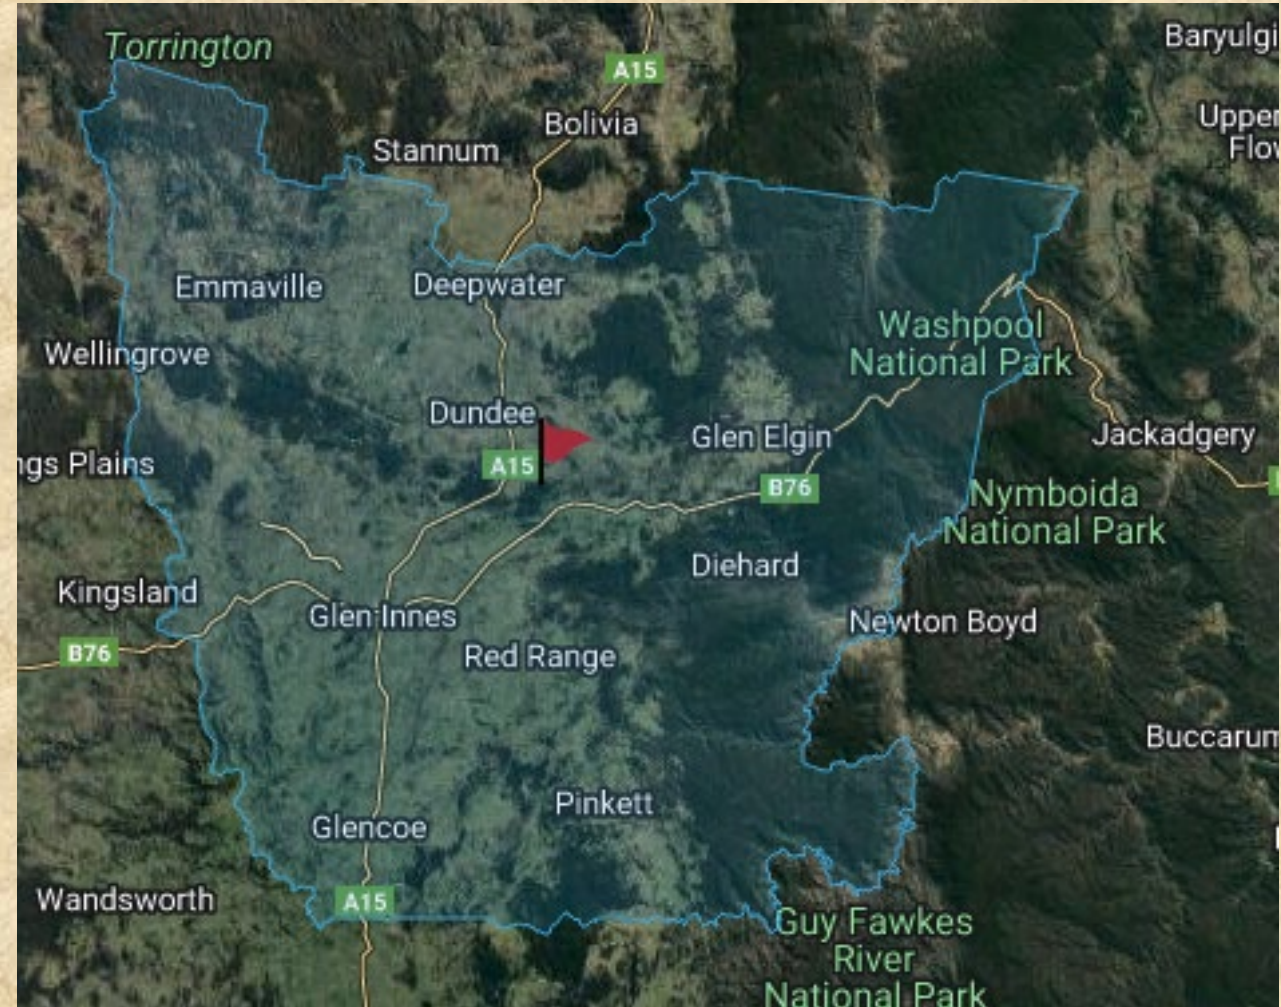 Torrington
Baryulgi
A15
Upper
Flo
Bolivia
Stannum
Emmaville
Deepwater
Washpool
National Park
Wellingrove
Dundee
Glen Elgin
Jackadgery
ngs Plains
A15
B76
Nymboida
National Park
Diehard
Kingsland
Glen Innes
Newton Boyd
B76
Red Range
Buccarum
Pinkett
Glencoe
Wandsworth
A15
Guy Fawkes
River
National Park